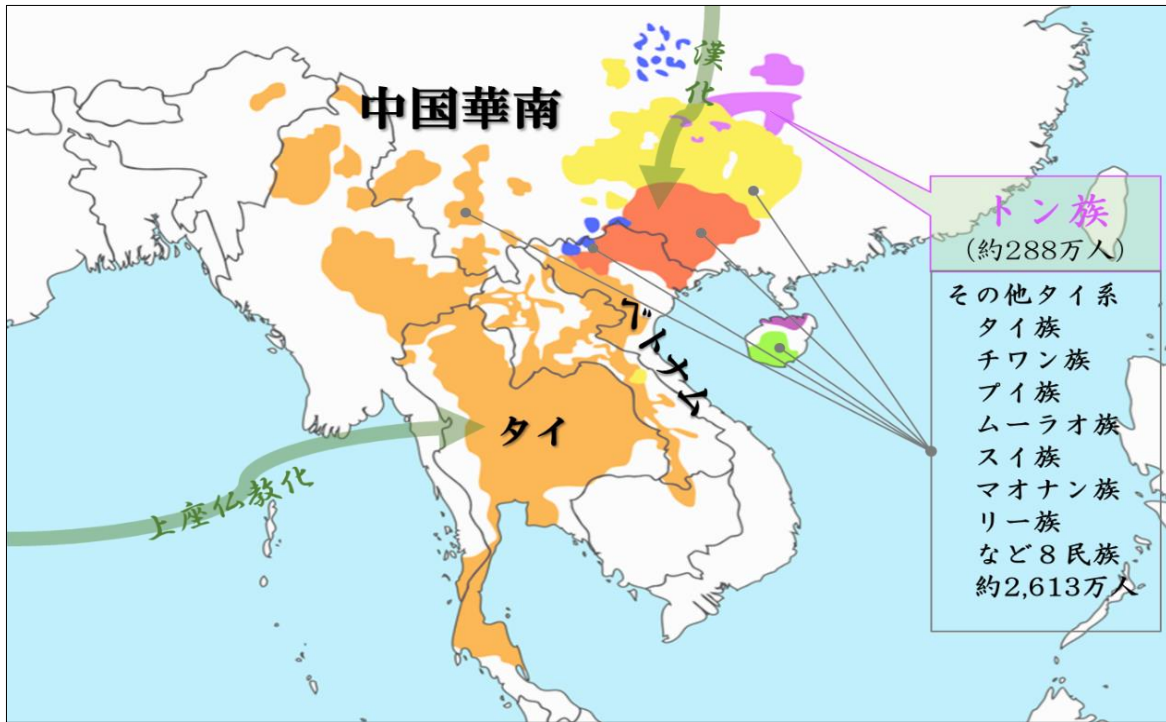 中国華南
漢化
トン族
(約288万人)
その他タイ系
タイ族
チワン族
プイ族
ムーラオ族
スイ族
マオナン族
リー族
など８民族
約2,613万人
ベトナム
タイ
上座仏教化